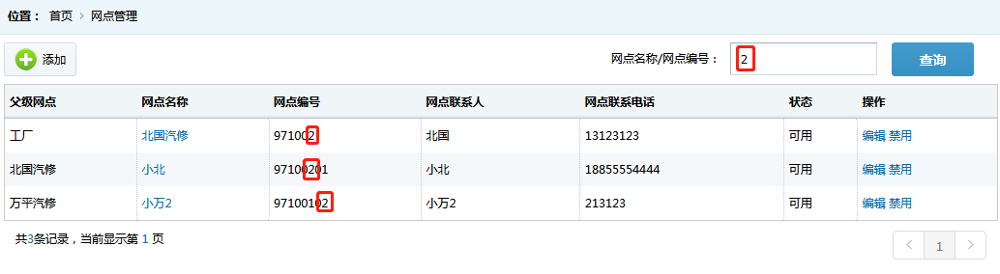 位置： 首页 > 网点管理
添加 网点名称/网点编号： 2 查询
父级网点 网点名称 网点编号 网点联系人 网点联系电话 状态 操作
工厂 北国汽修 971002 北国 13123123 可用 编辑 禁用
北国汽修 小北 97100201 小北 18855554444 可用 编辑 禁用
万平汽修 小万2 97100102 小万2 213123 可用 编辑 禁用
共3条记录，当前显示第 1 页 < 1 >